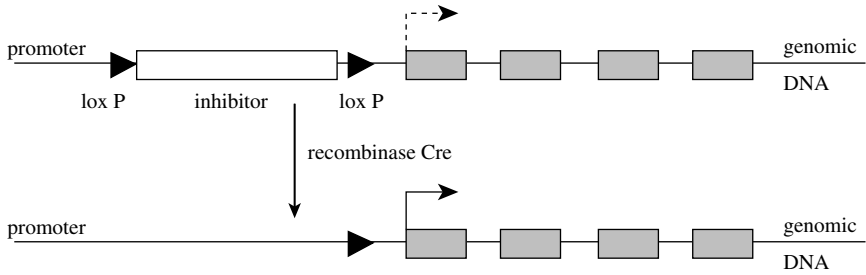 promoter
genomic
lox P
inhibitor
lox P
DNA
recombinase Cre
promoter
genomic
DNA